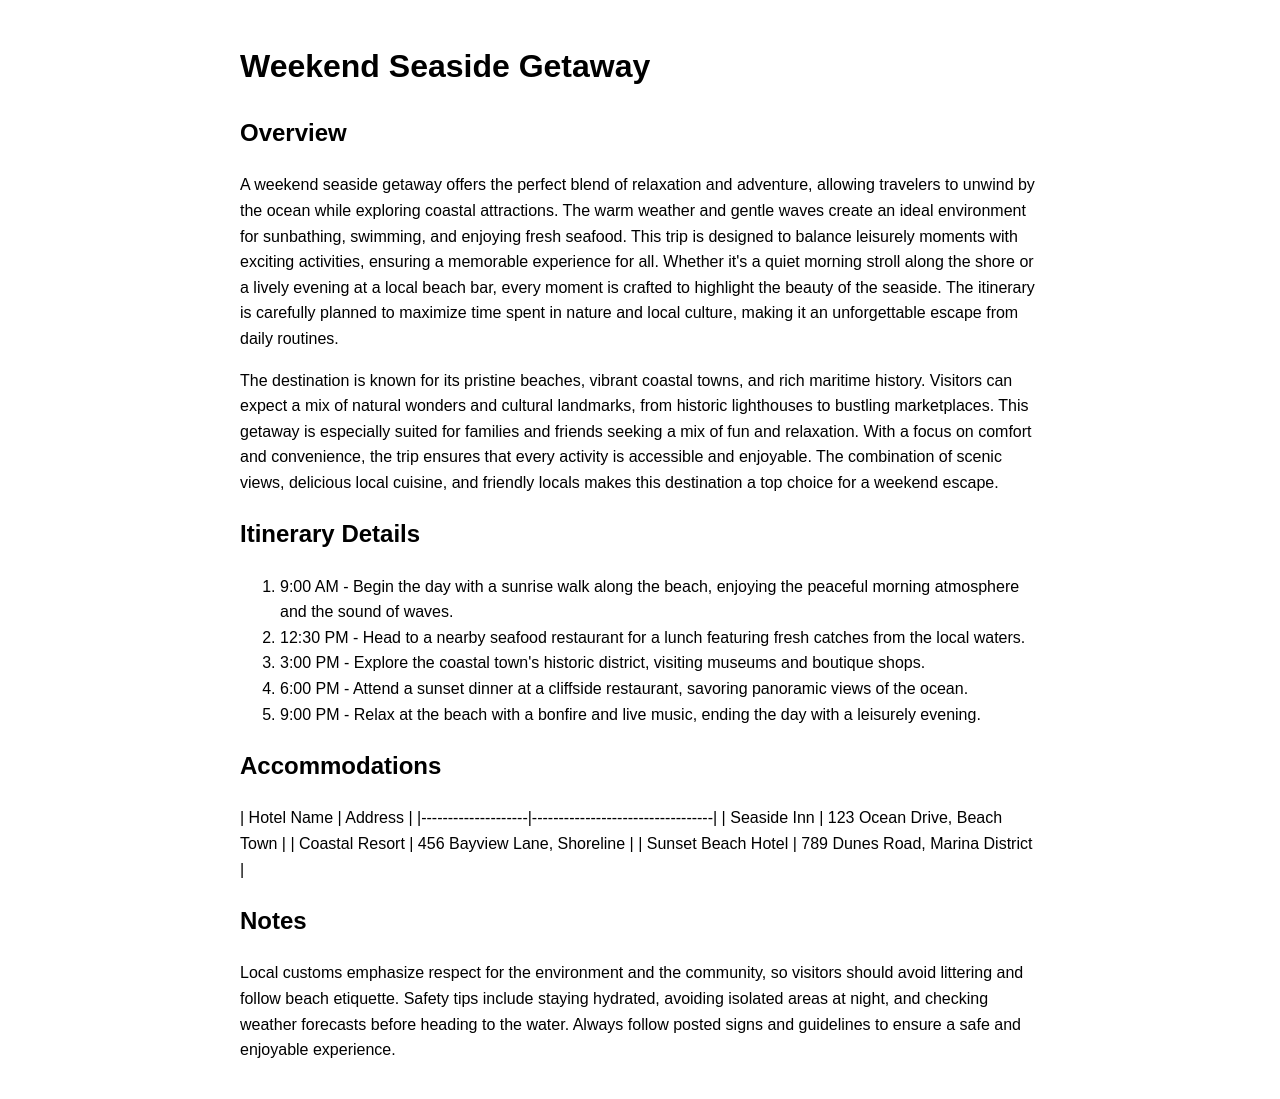 Weekend Seaside Getaway
Overview
A weekend seaside getaway offers the perfect blend of relaxation and adventure, allowing travelers to unwind by
the ocean while exploring coastal attractions. The warm weather and gentle waves create an ideal environment
for sunbathing, swimming, and enjoying fresh seafood. This trip is designed to balance leisurely moments with
exciting activities, ensuring a memorable experience for all. Whether it's a quiet morning stroll along the shore or
a lively evening at a local beach bar, every moment is crafted to highlight the beauty of the seaside. The itinerary
is carefully planned to maximize time spent in nature and local culture, making it an unforgettable escape from
daily routines.
The destination is known for its pristine beaches, vibrant coastal towns, and rich maritime history. Visitors can
expect a mix of natural wonders and cultural landmarks, from historic lighthouses to bustling marketplaces. This
getaway is especially suited for families and friends seeking a mix of fun and relaxation. With a focus on comfort
and convenience, the trip ensures that every activity is accessible and enjoyable. The combination of scenic
views, delicious local cuisine, and friendly locals makes this destination a top choice for a weekend escape.
Itinerary Details
1. 9:00 AM - Begin the day with a sunrise walk along the beach, enjoying the peaceful morning atmosphere
and the sound of waves.
2. 12:30 PM - Head to a nearby seafood restaurant for a lunch featuring fresh catches from the local waters.
3. 3:00 PM - Explore the coastal town's historic district, visiting museums and boutique shops.
4. 6:00 PM - Attend a sunset dinner at a cliffside restaurant, savoring panoramic views of the ocean.
5. 9:00 PM - Relax at the beach with a bonfire and live music, ending the day with a leisurely evening.
Accommodations
| Hotel Name | Address | |--------------------|----------------------------------| | Seaside Inn | 123 Ocean Drive, Beach
Town | | Coastal Resort | 456 Bayview Lane, Shoreline | | Sunset Beach Hotel | 789 Dunes Road, Marina District
|
Notes
Local customs emphasize respect for the environment and the community, so visitors should avoid littering and
follow beach etiquette. Safety tips include staying hydrated, avoiding isolated areas at night, and checking
weather forecasts before heading to the water. Always follow posted signs and guidelines to ensure a safe and
enjoyable experience.